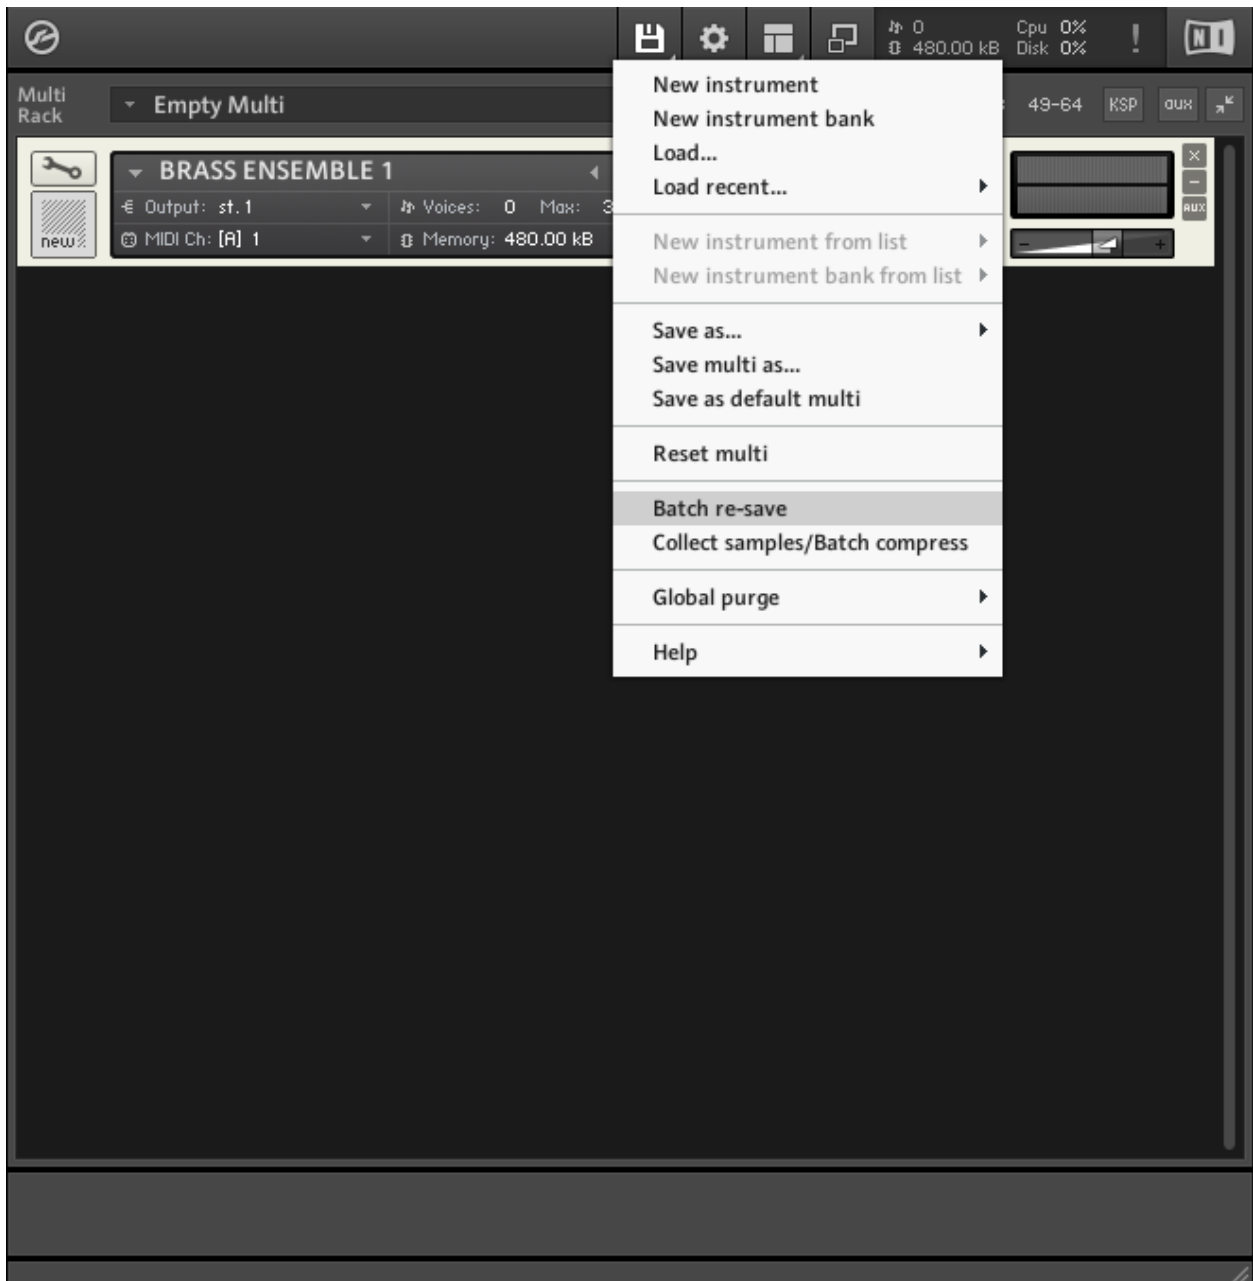 0
Cpu 0%
480.00 kB
Disk 0%
!
NI
Multi
Rack
Empty Multi
49-64
KSP
aux
BRASS ENSEMBLE 1
Output: st.1
Voices: 0 Max: 3
new
MIDI Ch: [A] 1
Memory: 480.00 kB
AUX
New instrument
New instrument bank
Load...
Load recent...
New instrument from list
New instrument bank from list
Save as...
Save multi as...
Save as default multi
Reset multi
Batch re-save
Collect samples/Batch compress
Global purge
Help